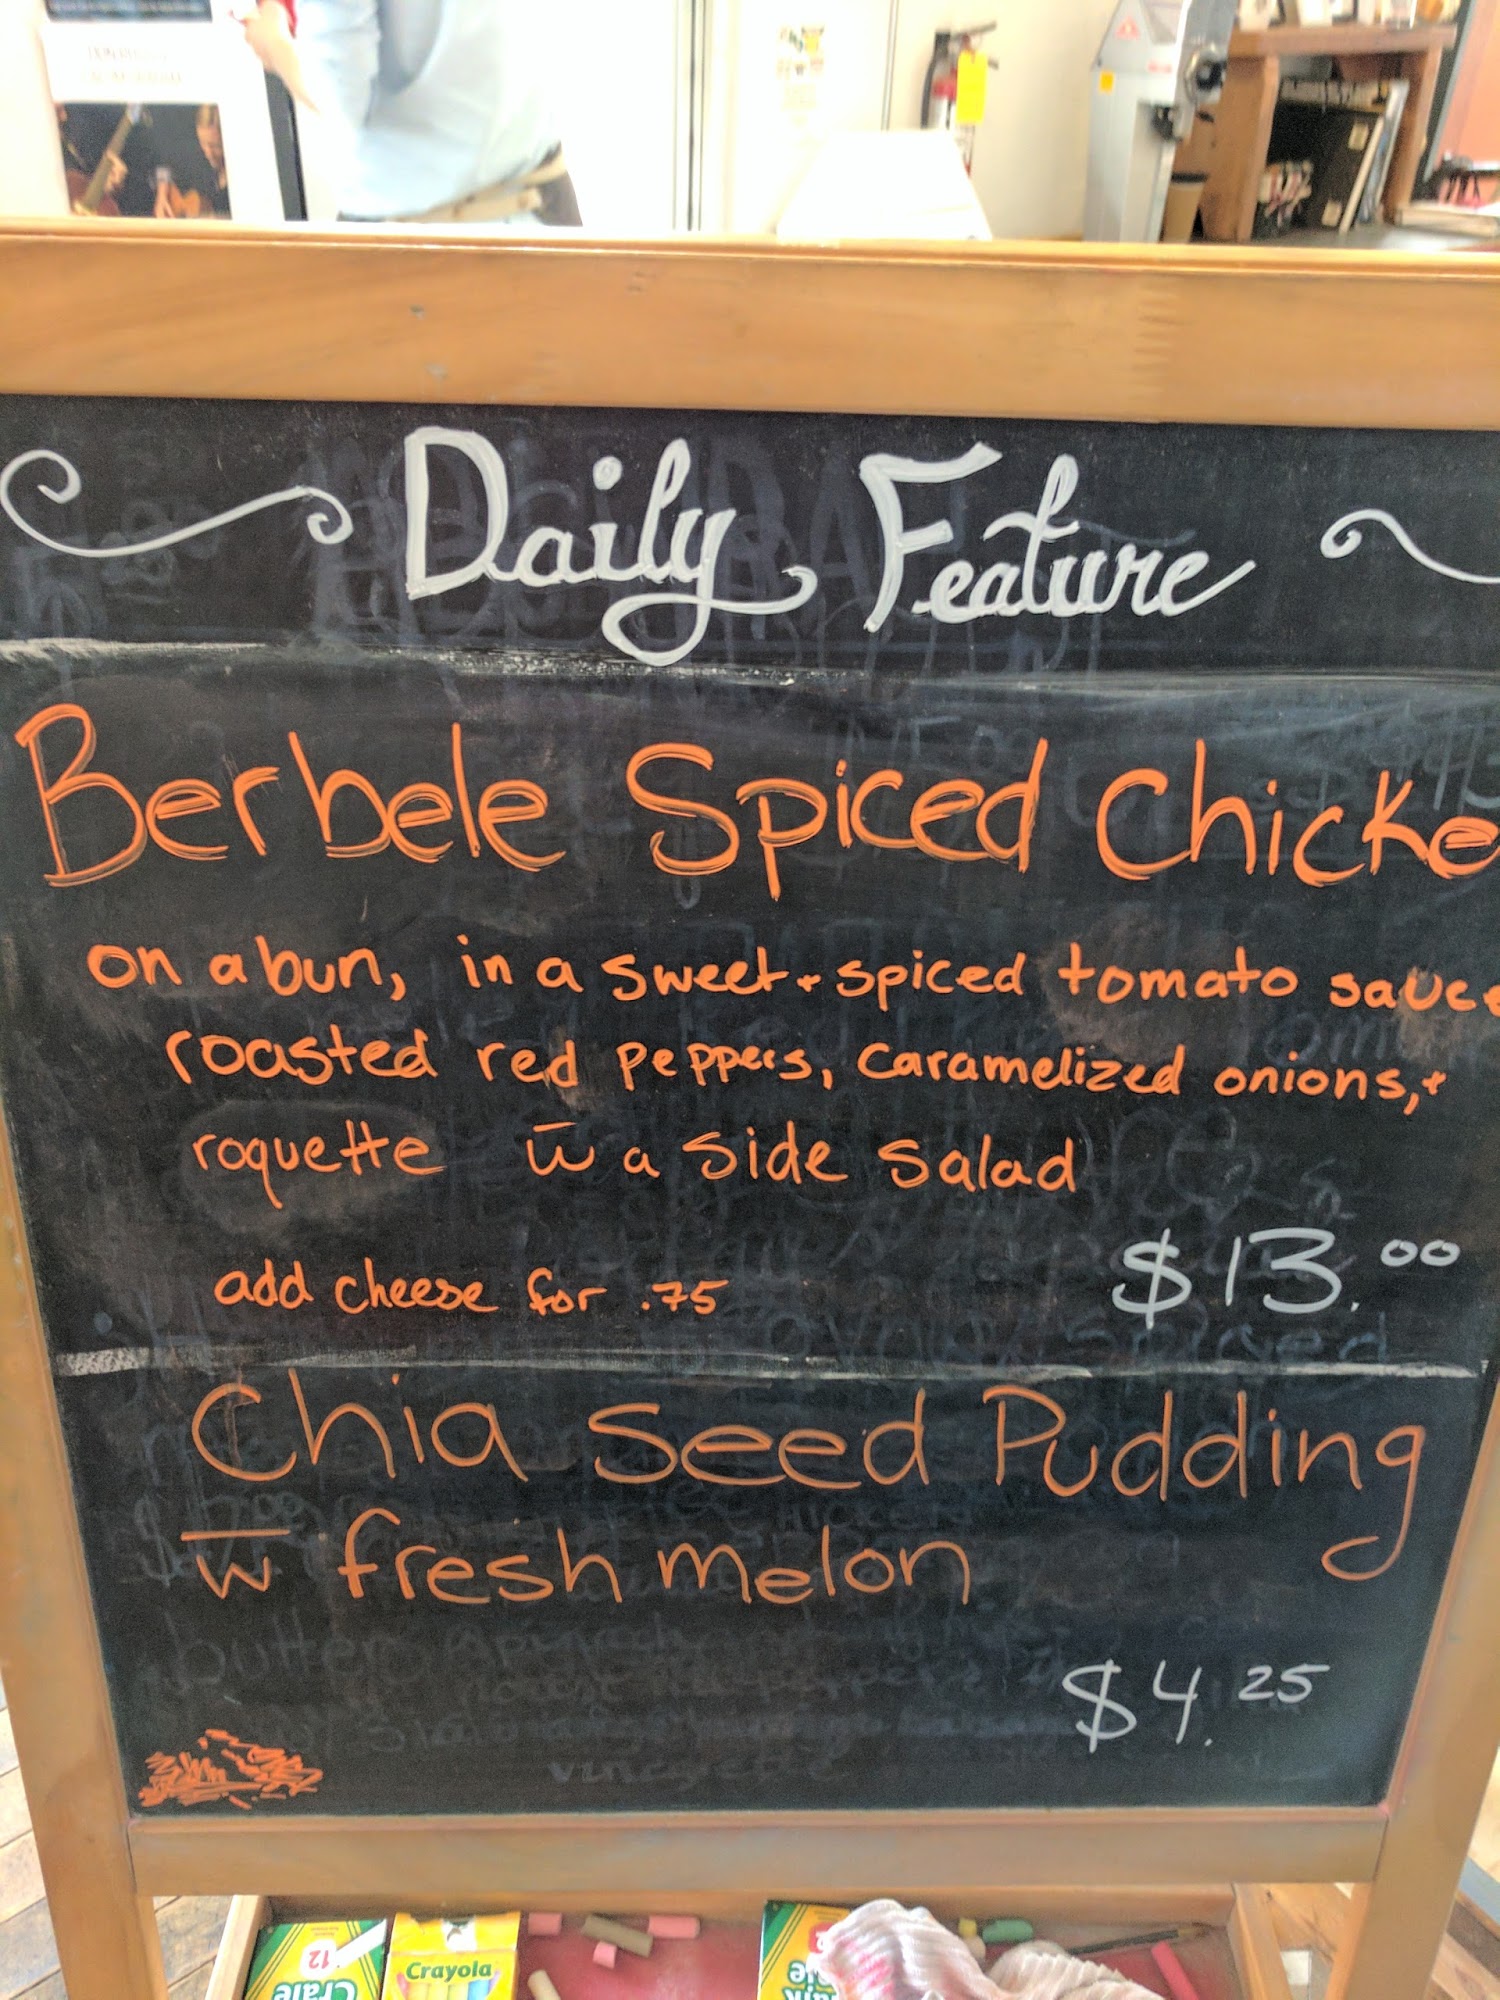 Daily Feature
Berbele Spiced Chicke
on a bun, in a sweet + spiced tomato sauce
roasted red peppers, caramelized onions, +
roquette w̄ a side salad
add cheese for .75
$13.00
Chia Seed Pudding
w̄ fresh melon
$4.25
12
Crayola